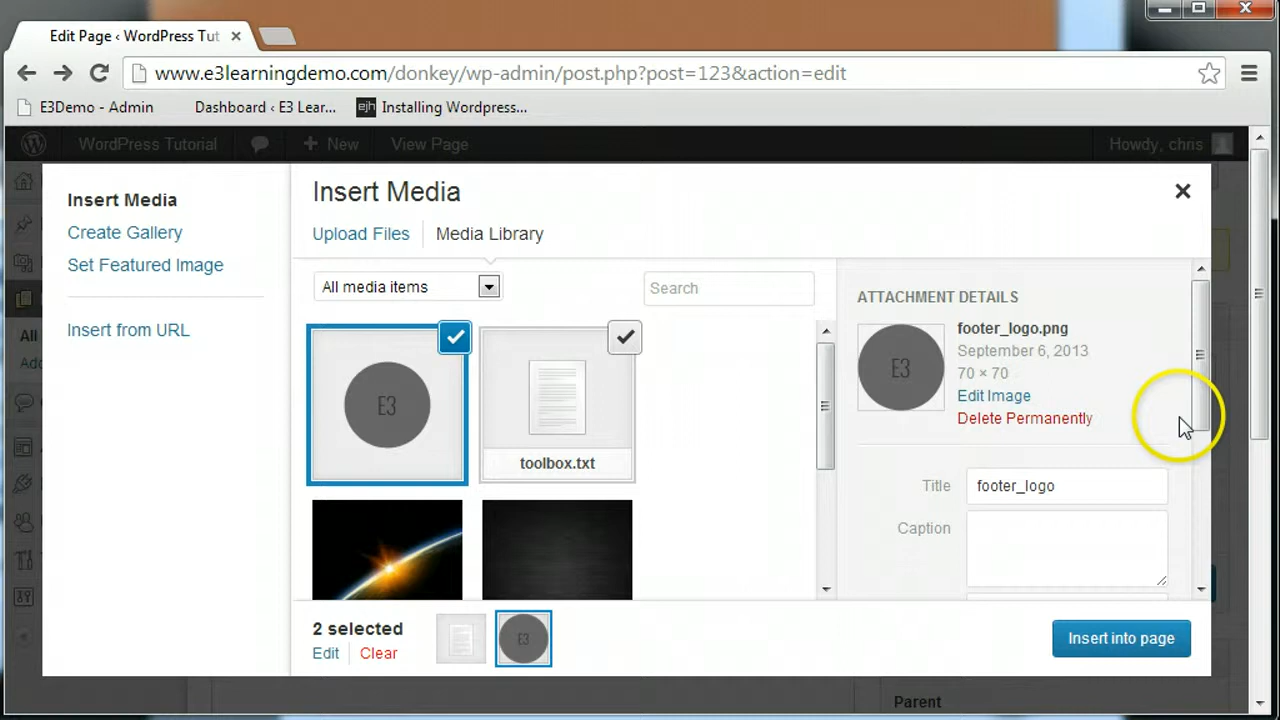 Edit Page ‹ WordPress Tut
www.e3learningdemo.com/donkey/wp-admin/post.php?post=123&action=edit
E3Demo - Admin
Dashboard ‹ E3 Lear...
ejh Installing Wordpress...
WordPress Tutorial
New
View Page
Howdy, chris
Insert Media
Create Gallery
Set Featured Image
Insert from URL
All
Add
Insert Media
Upload Files
Media Library
All media items
Search
E3
toolbox.txt
ATTACHMENT DETAILS
E3
footer_logo.png
September 6, 2013
70 × 70
Edit Image
Delete Permanently
Title
footer_logo
Caption
2 selected
Edit
Clear
E3
Insert into page
Parent